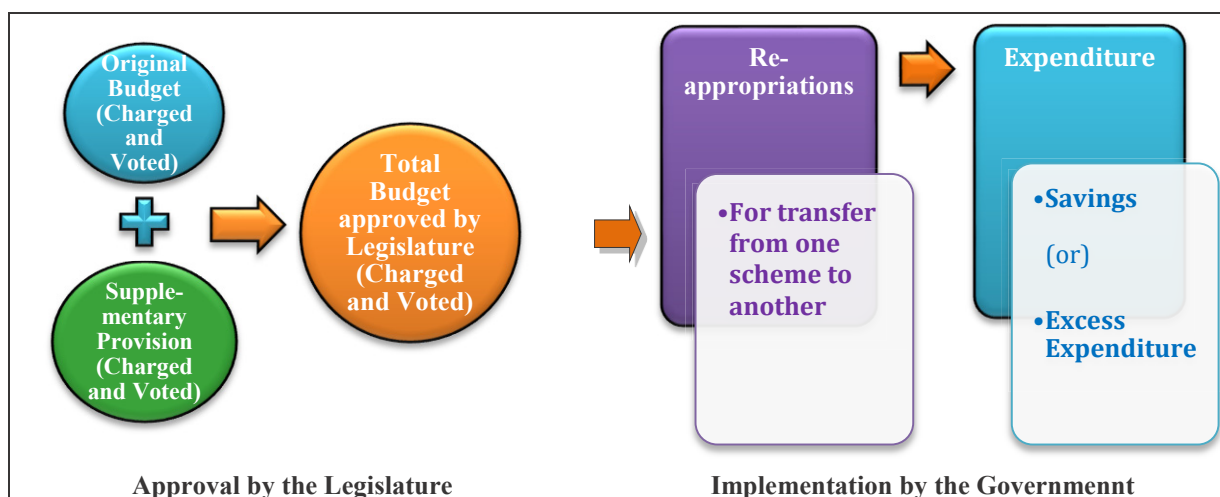 Original
Budget
(Charged
and
Voted)
Supple-
mentary
Provision
(Charged
and Voted)
Total
Budget
approved by
Legislature
(Charged
and Voted)
Re-
appropriations
•For transfer
from one
scheme to
another
Expenditure
•Savings
(or)
•Excess
Expenditure
Approval by the Legislature
Implementation by the Governmennt